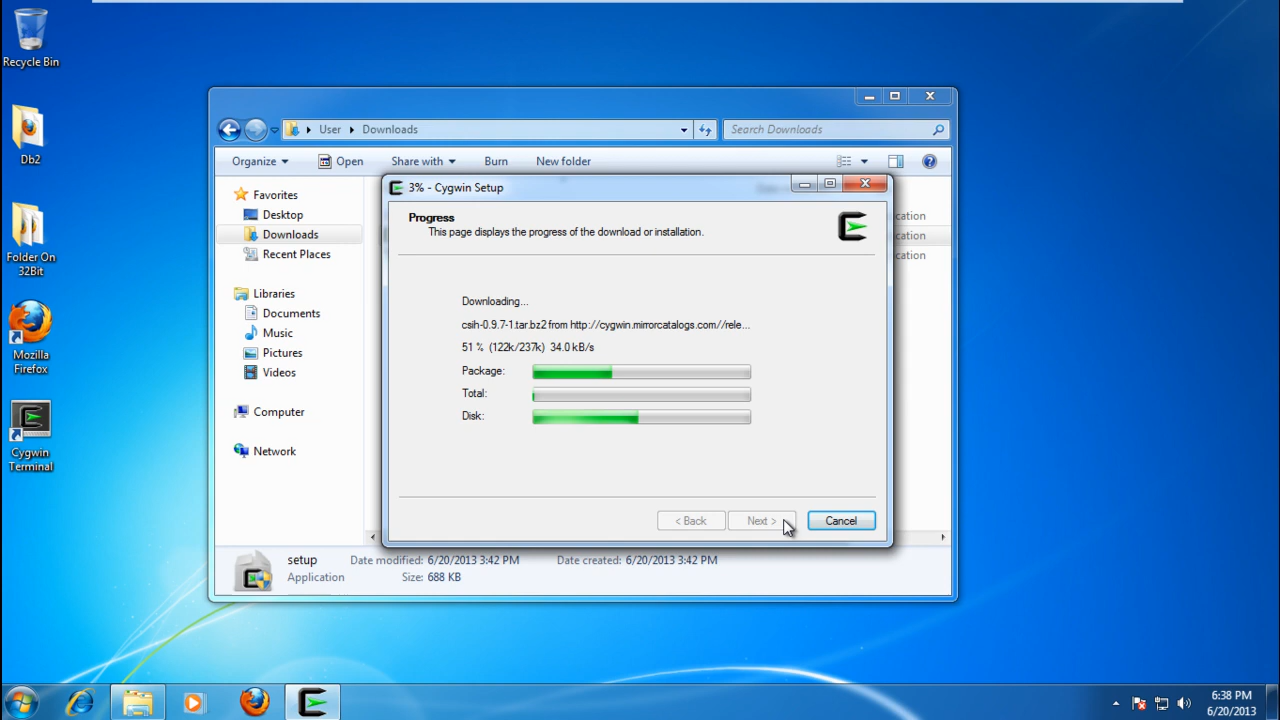 Recycle Bin
Db2
Folder On
32Bit
Mozilla
Firefox
Cygwin
Terminal
User
Downloads
Search Downloads
Organize
Open
Share with
Burn
New folder
Favorites
Desktop
Downloads
Recent Places
Libraries
Documents
Music
Pictures
Videos
Computer
Network
ication
ication
ication
3% - Cygwin Setup
Progress
This page displays the progress of the download or installation.
Downloading...
csih-0.9.7-1.tar.bz2 from http://cygwin.mirrorcatalogs.com//rele...
51 % (122k/237k) 34.0 kB/s
Package:
Total:
Disk:
< Back
Next >
Cancel
setup
Date modified: 6/20/2013 3:42 PM
Date created: 6/20/2013 3:42 PM
Application
Size: 688 KB
6:38 PM
6/20/2013